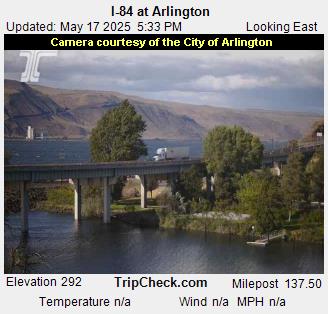 I-84 at Arlington
Updated: May 17 2025 5:33 PM Looking East
Camera courtesy of the City of Arlington
Elevation 292 TripCheck.com Milepost 137.50
Temperature n/a Wind n/a MPH n/a